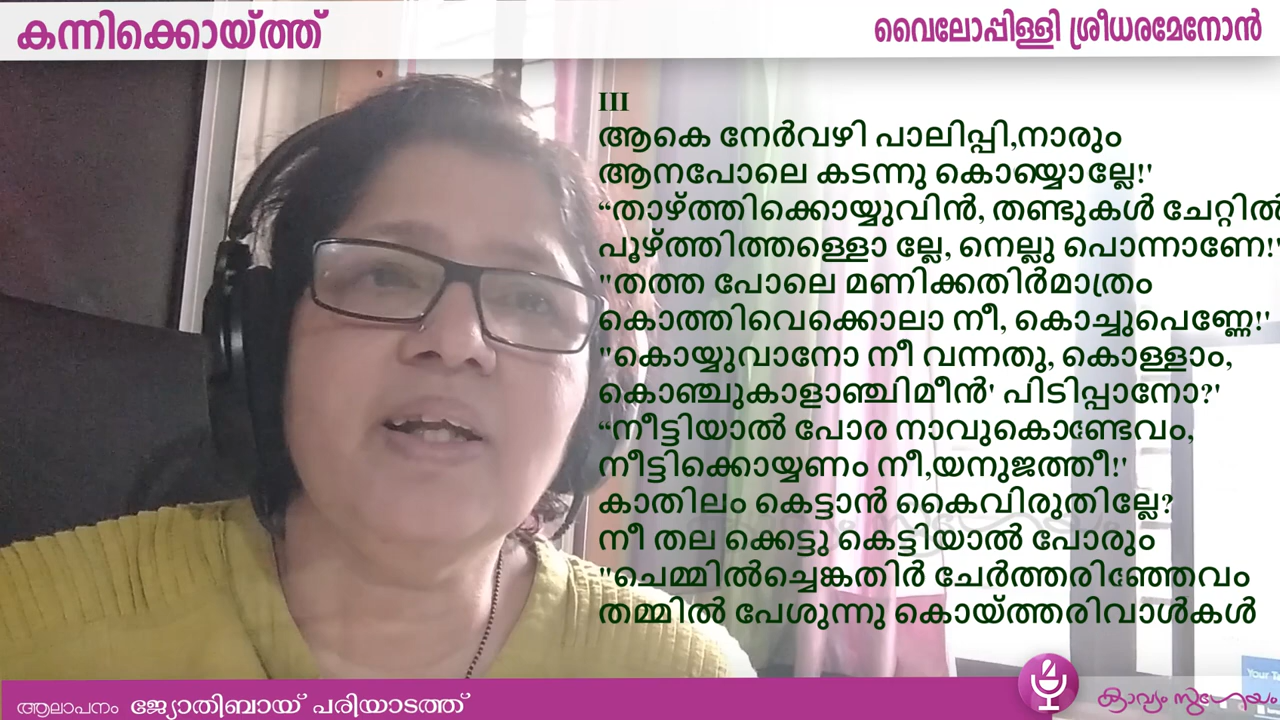 കന്നിക്കൊയ്ത്ത്
വൈലോപ്പിള്ളി ശ്രീധരമേനോൻ
III
ആകെ നേർവഴി പാലിപ്പി,നാരും
ആനപോലെ കടന്നു കൊയ്യൊല്ലേ!'
“താഴ്ത്തിക്കൊയ്യുവിൻ, തണ്ടുകൾ ചേറ്റിൽ
പൂഴ്ത്തിത്തള്ളൊ ല്ലേ, നെല്ലു പൊന്നാണേ!'
"തത്ത പോലെ മണിക്കതിർമാത്രം
കൊത്തിവെക്കൊലാ നീ, കൊച്ചുപെണ്ണേ!'
"കൊയ്യുവാനോ നീ വന്നതു, കൊള്ളാം,
കൊഞ്ചുകാളാഞ്ചിമീൻ' പിടിപ്പാനോ?'
“നീട്ടിയാൽ പോര നാവുകൊണ്ടേവം,
നീട്ടിക്കൊയ്യണം നീ,യനുജത്തീ!'
കാതിലം കെട്ടാൻ കൈവിരുതില്ലേ?
നീ തല ക്കെട്ടു കെട്ടിയാൽ പോരും
"ചെമ്മിൽച്ചെങ്കതിർ ചേർത്തരിഞ്ഞേവം
തമ്മിൽ പേശുന്നു കൊയ്ത്തരിവാൾകൾ
ആലാപനം ജ്യോതിബായ് പരിയാടത്ത്
കാവ്യം സുഗേയം
Your